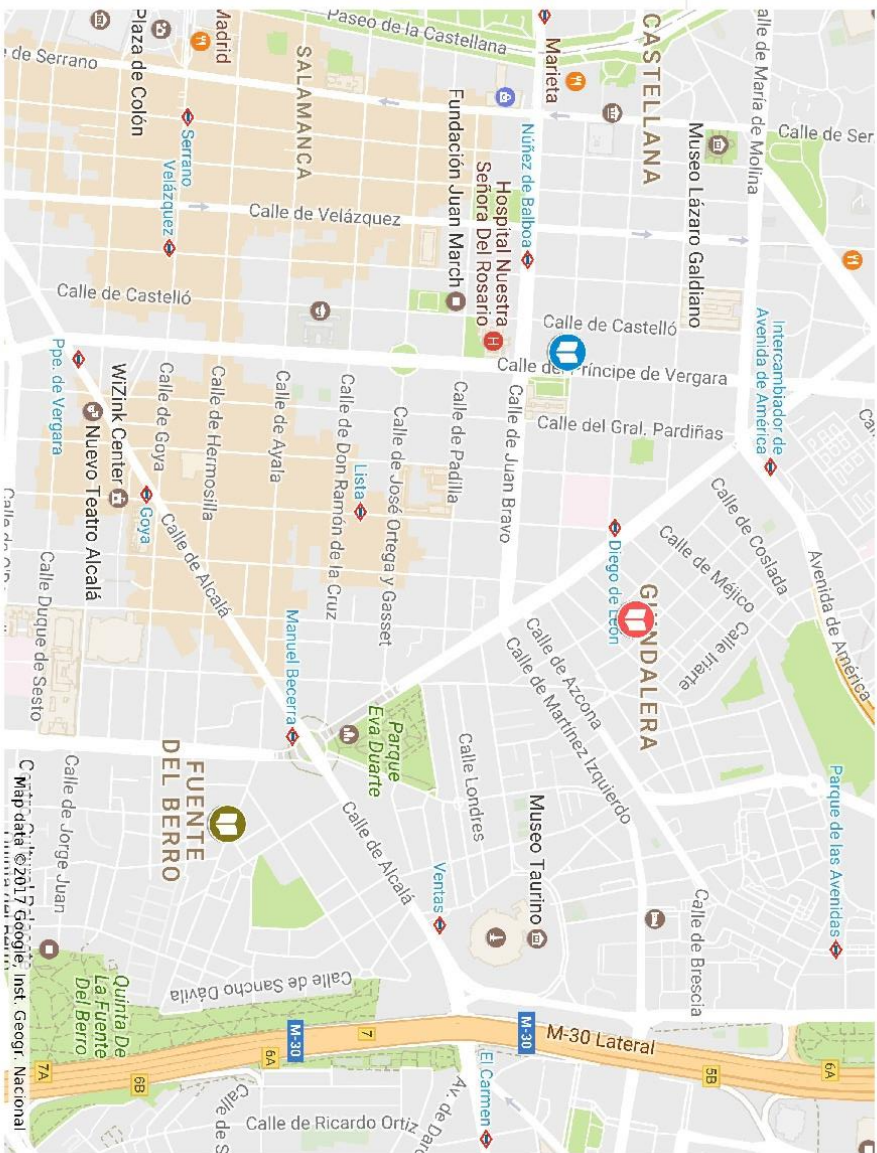 Calle de Ser
Parque de las Avenidas
6A
Avenida de América
Intercambiador de
Avenida de América
alle de María de Molina
Calle de Coslada
Calle de Méjico
Calle Iriarte
Calle de Brescia
5B
Museo Lázaro Galdiano
CASTELLANA
GUINDALERA
Calle de Castelló
Calle del Príncipe de Vergara
Calle del Gral. Pardiñas
Diego de León
M-30 Lateral
Marieta
Calle de Azcona
Calle de Martínez Izquierdo
Museo Taurino
M-30
Núñez de Balboa
Hospital Nuestra
Señora Del Rosario
Calle de Juan Bravo
El Carmen
Fundación Juan March
Calle de Padilla
Calle Londres
Ventas
Av. de Daro
Paseo de la Castellana
Calle de José Ortega y Gasset
Parque
Eva Duarte
Calle de Alcalá
7
Lista
Calle de Don Ramón de la Cruz
SALAMANCA
Calle de Velázquez
Calle de Ayala
Manuel Becerra
Calle de Sancho Dávila
M-30
6A
Calle de Ricardo Ortiz
Madrid
Calle de Hermosilla
Calle de Alcalá
Calle de S
Serrano
Velázquez
Calle de Goya
Goya
FUENTE
DEL BERRO
6B
Plaza de Colón
WiZink Center
Nuevo Teatro Alcalá
Quinta De
La Fuente
Del Berro
e de Serrano
Calle de Castelló
Ppe. de Vergara
Calle Duque de Sesto
Calle de Jorge Juan
7A
Map data ©2017 Google, Inst. Geogr. Nacional